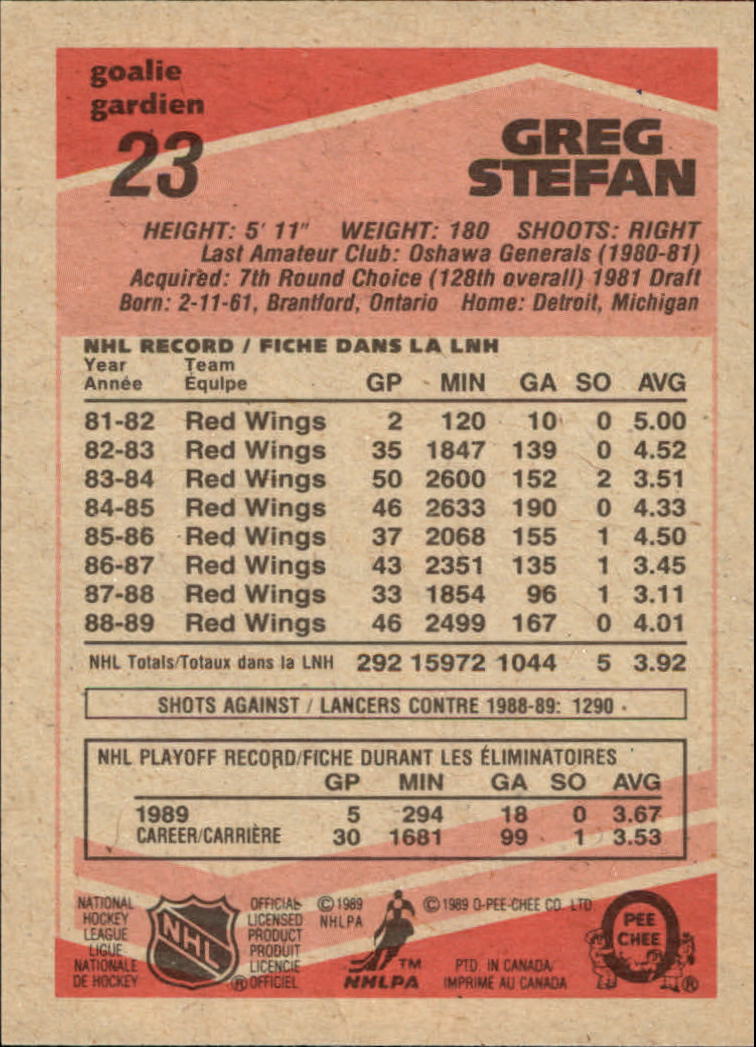 goalie
gardien
23
GREG
STEFAN
HEIGHT: 5' 11" WEIGHT: 180 SHOOTS: RIGHT
Last Amateur Club: Oshawa Generals (1980-81)
Acquired: 7th Round Choice (128th overall) 1981 Draft
Born: 2-11-61, Brantford, Ontario Home: Detroit, Michigan
NHL RECORD / FICHE DANS LA LNH
Year Team
Année Équipe GP MIN GA SO AVG
81-82 Red Wings 2 120 10 0 5.00
82-83 Red Wings 35 1847 139 0 4.52
83-84 Red Wings 50 2600 152 2 3.51
84-85 Red Wings 46 2633 190 0 4.33
85-86 Red Wings 37 2068 155 1 4.50
86-87 Red Wings 43 2351 135 1 3.45
87-88 Red Wings 33 1854 96 1 3.11
88-89 Red Wings 46 2499 167 0 4.01
NHL Totals/Totaux dans la LNH 292 15972 1044 5 3.92
SHOTS AGAINST / LANCERS CONTRE 1988-89: 1290
NHL PLAYOFF RECORD/FICHE DURANT LES ÉLIMINATOIRES
GP MIN GA SO AVG
1989 5 294 18 0 3.67
CAREER/CARRIÈRE 30 1681 99 1 3.53
NATIONAL
HOCKEY
LEAGUE
LIGUE
NATIONALE
DE HOCKEY
NHL
OFFICIAL
LICENSED
PRODUCT
PRODUIT
LICENCIE
® OFFICIEL
© 1989
NHLPA
TM
NHLPA
© 1989 O-PEE-CHEE CO. LTD.
PTD. IN CANADA/
IMPRIME AU CANADA
O
PEE
CHEE
®